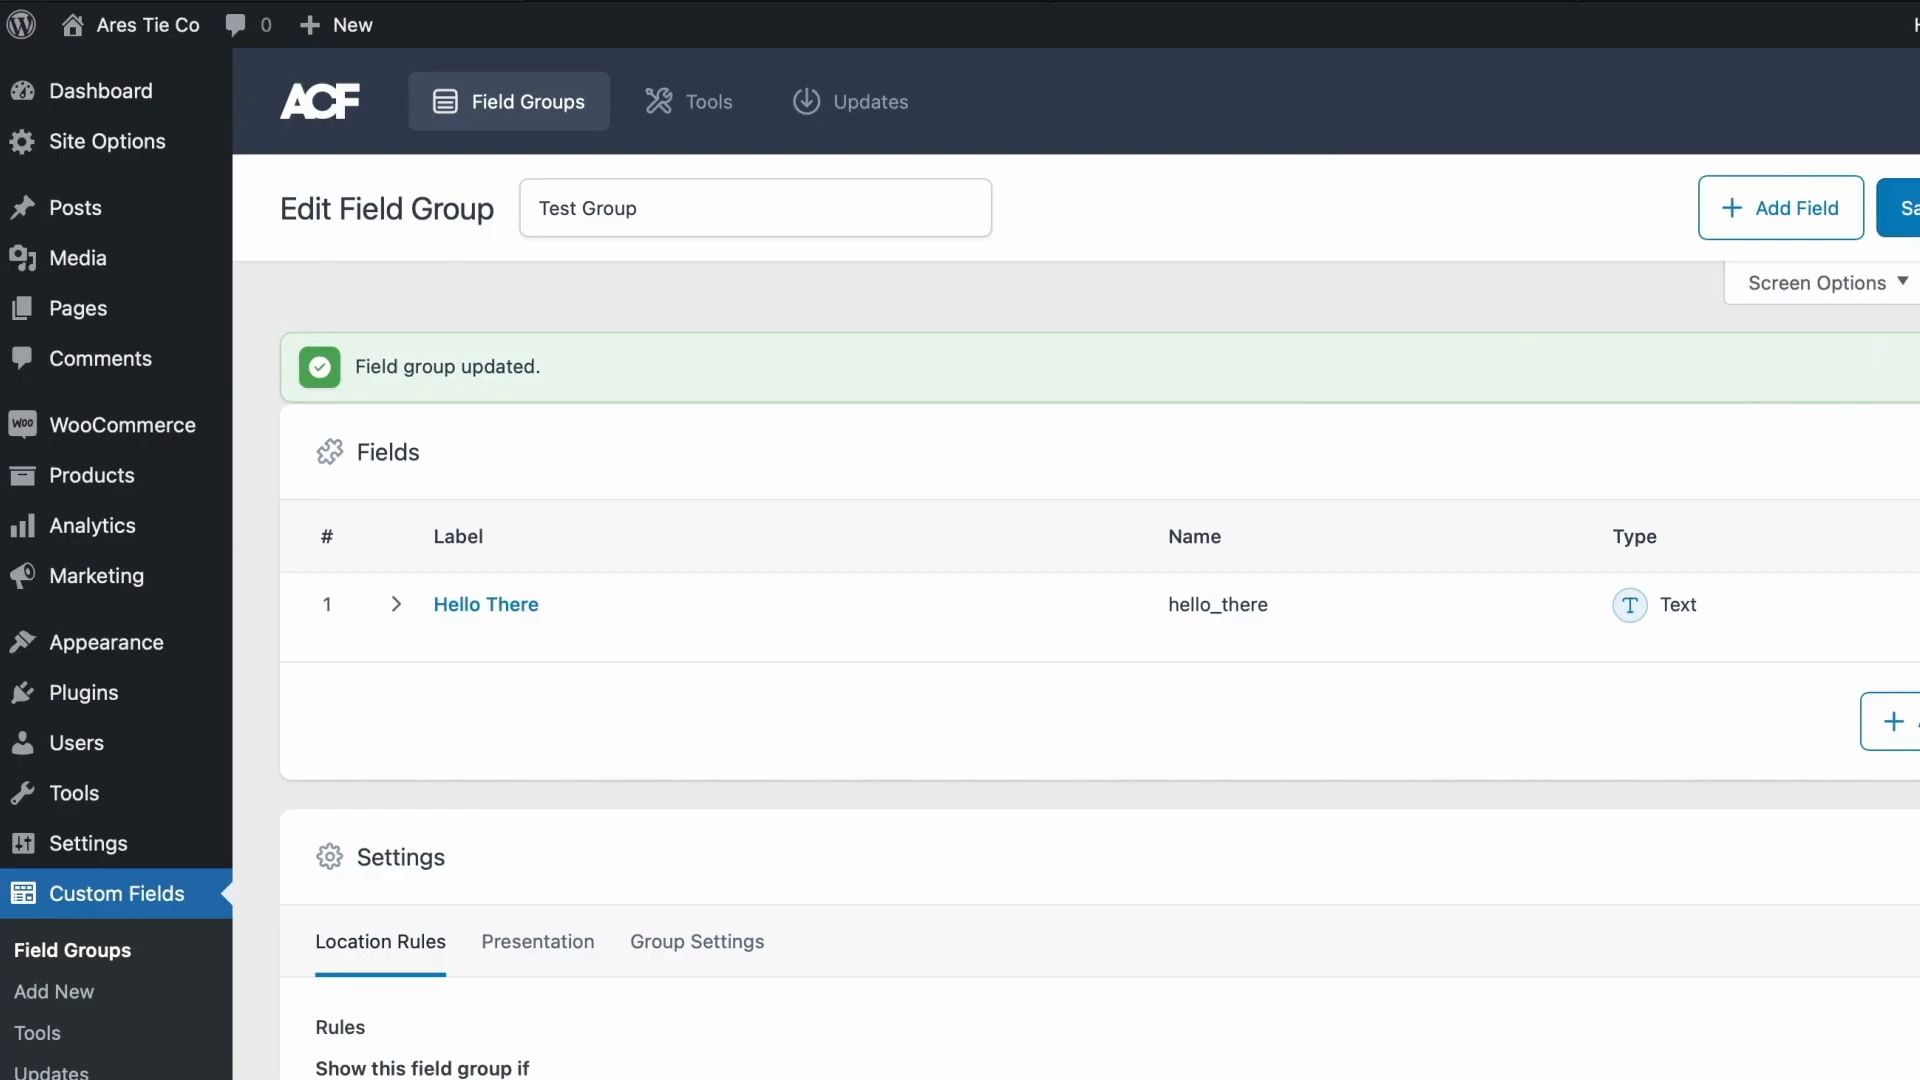 Ares Tie Co
0
New
Dashboard
Site Options
Posts
Media
Pages
Comments
WOO
WooCommerce
Products
Analytics
Marketing
Appearance
Plugins
Users
Tools
Settings
Custom Fields
Field Groups
Add New
Tools
Updates
ACF
Field Groups
Tools
Updates
Edit Field Group
Test Group
+ Add Field
Screen Options
Field group updated.
Fields
# Label Name Type
1 Hello There hello_there T Text
+
Settings
Location Rules Presentation Group Settings
Rules
Show this field group if